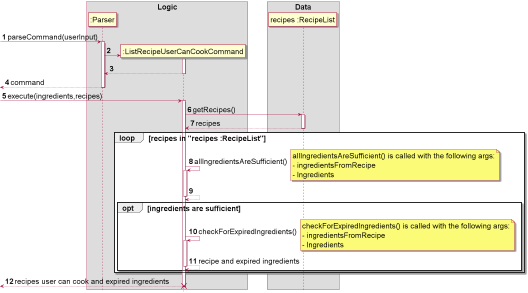 Logic
Data
:Parser
recipes :RecipeList
1 parseCommand(userInput)
2
:ListRecipeUserCanCookCommand
3
4 command
5 execute(ingredients,recipes)
6 getRecipes()
7 recipes
loop [recipes in "recipes :RecipeList"]
8 allIngredientsAreSufficient()
allIngredientsAreSufficient() is called with the following args:
- ingredientsFromRecipe
- Ingredients
9
opt [ingredients are sufficient]
10 checkForExpiredIngredients()
checkForExpiredIngredients() is called with the following args:
- ingredientsFromRecipe
- Ingredients
11 recipe and expired ingredients
12 recipes user can cook and expired ingredients